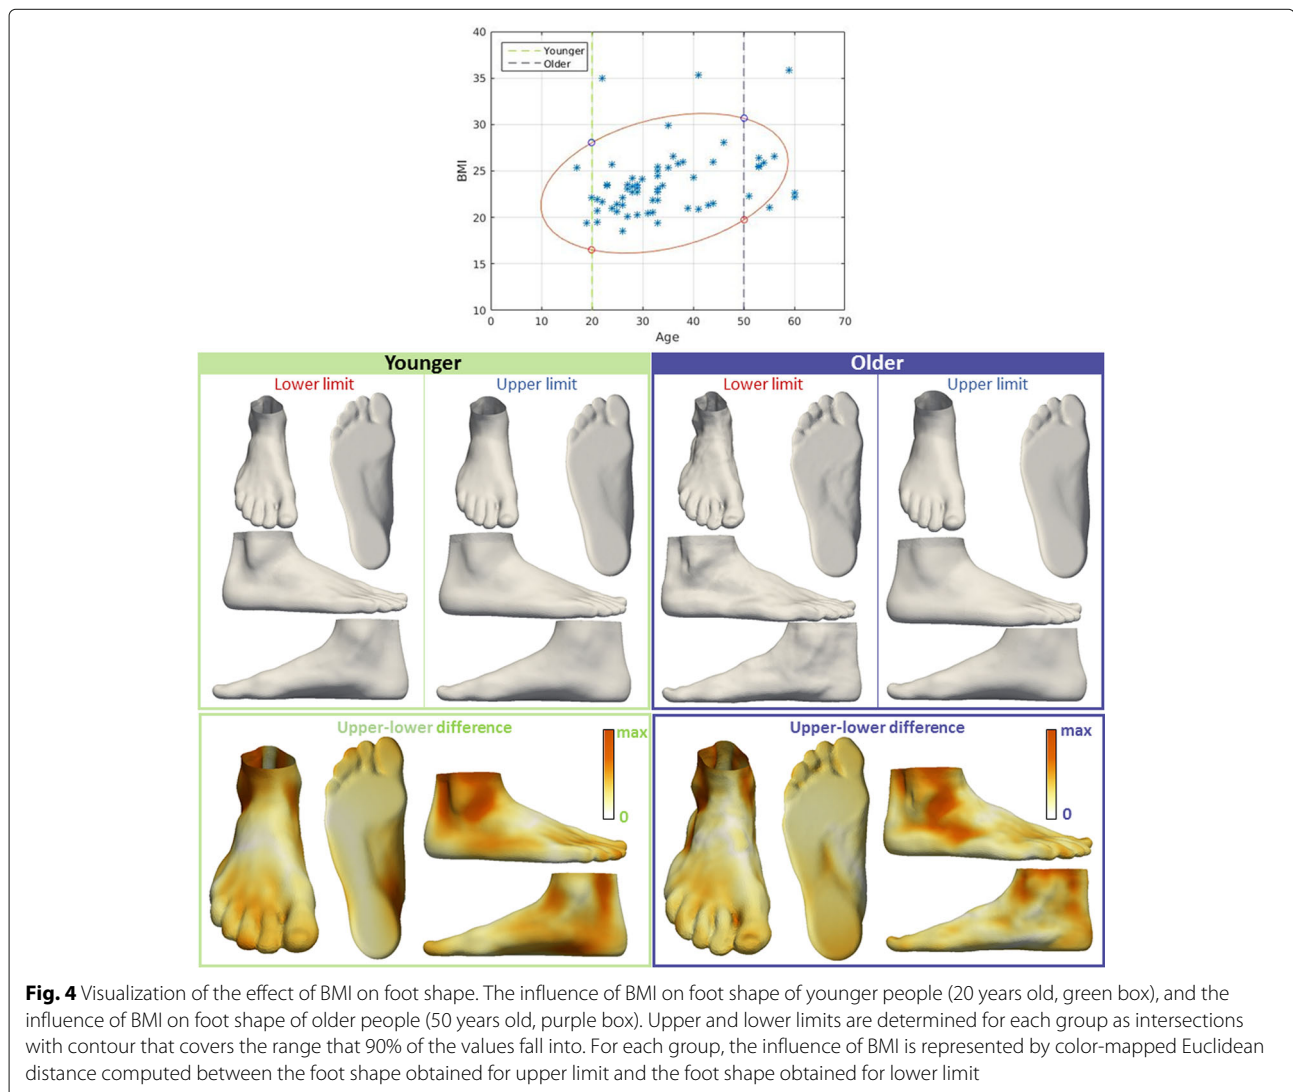 40
35
30
25
20
15
10
BMI
Younger
Older
0 10 20 30 40 50 60 70
Age
Younger
Lower limit Upper limit
Older
Lower limit Upper limit
Upper-lower difference
max
0
Upper-lower difference
max
0
Fig. 4 Visualization of the effect of BMI on foot shape. The influence of BMI on foot shape of younger people (20 years old, green box), and the
influence of BMI on foot shape of older people (50 years old, purple box). Upper and lower limits are determined for each group as intersections
with contour that covers the range that 90% of the values fall into. For each group, the influence of BMI is represented by color-mapped Euclidean
distance computed between the foot shape obtained for upper limit and the foot shape obtained for lower limit